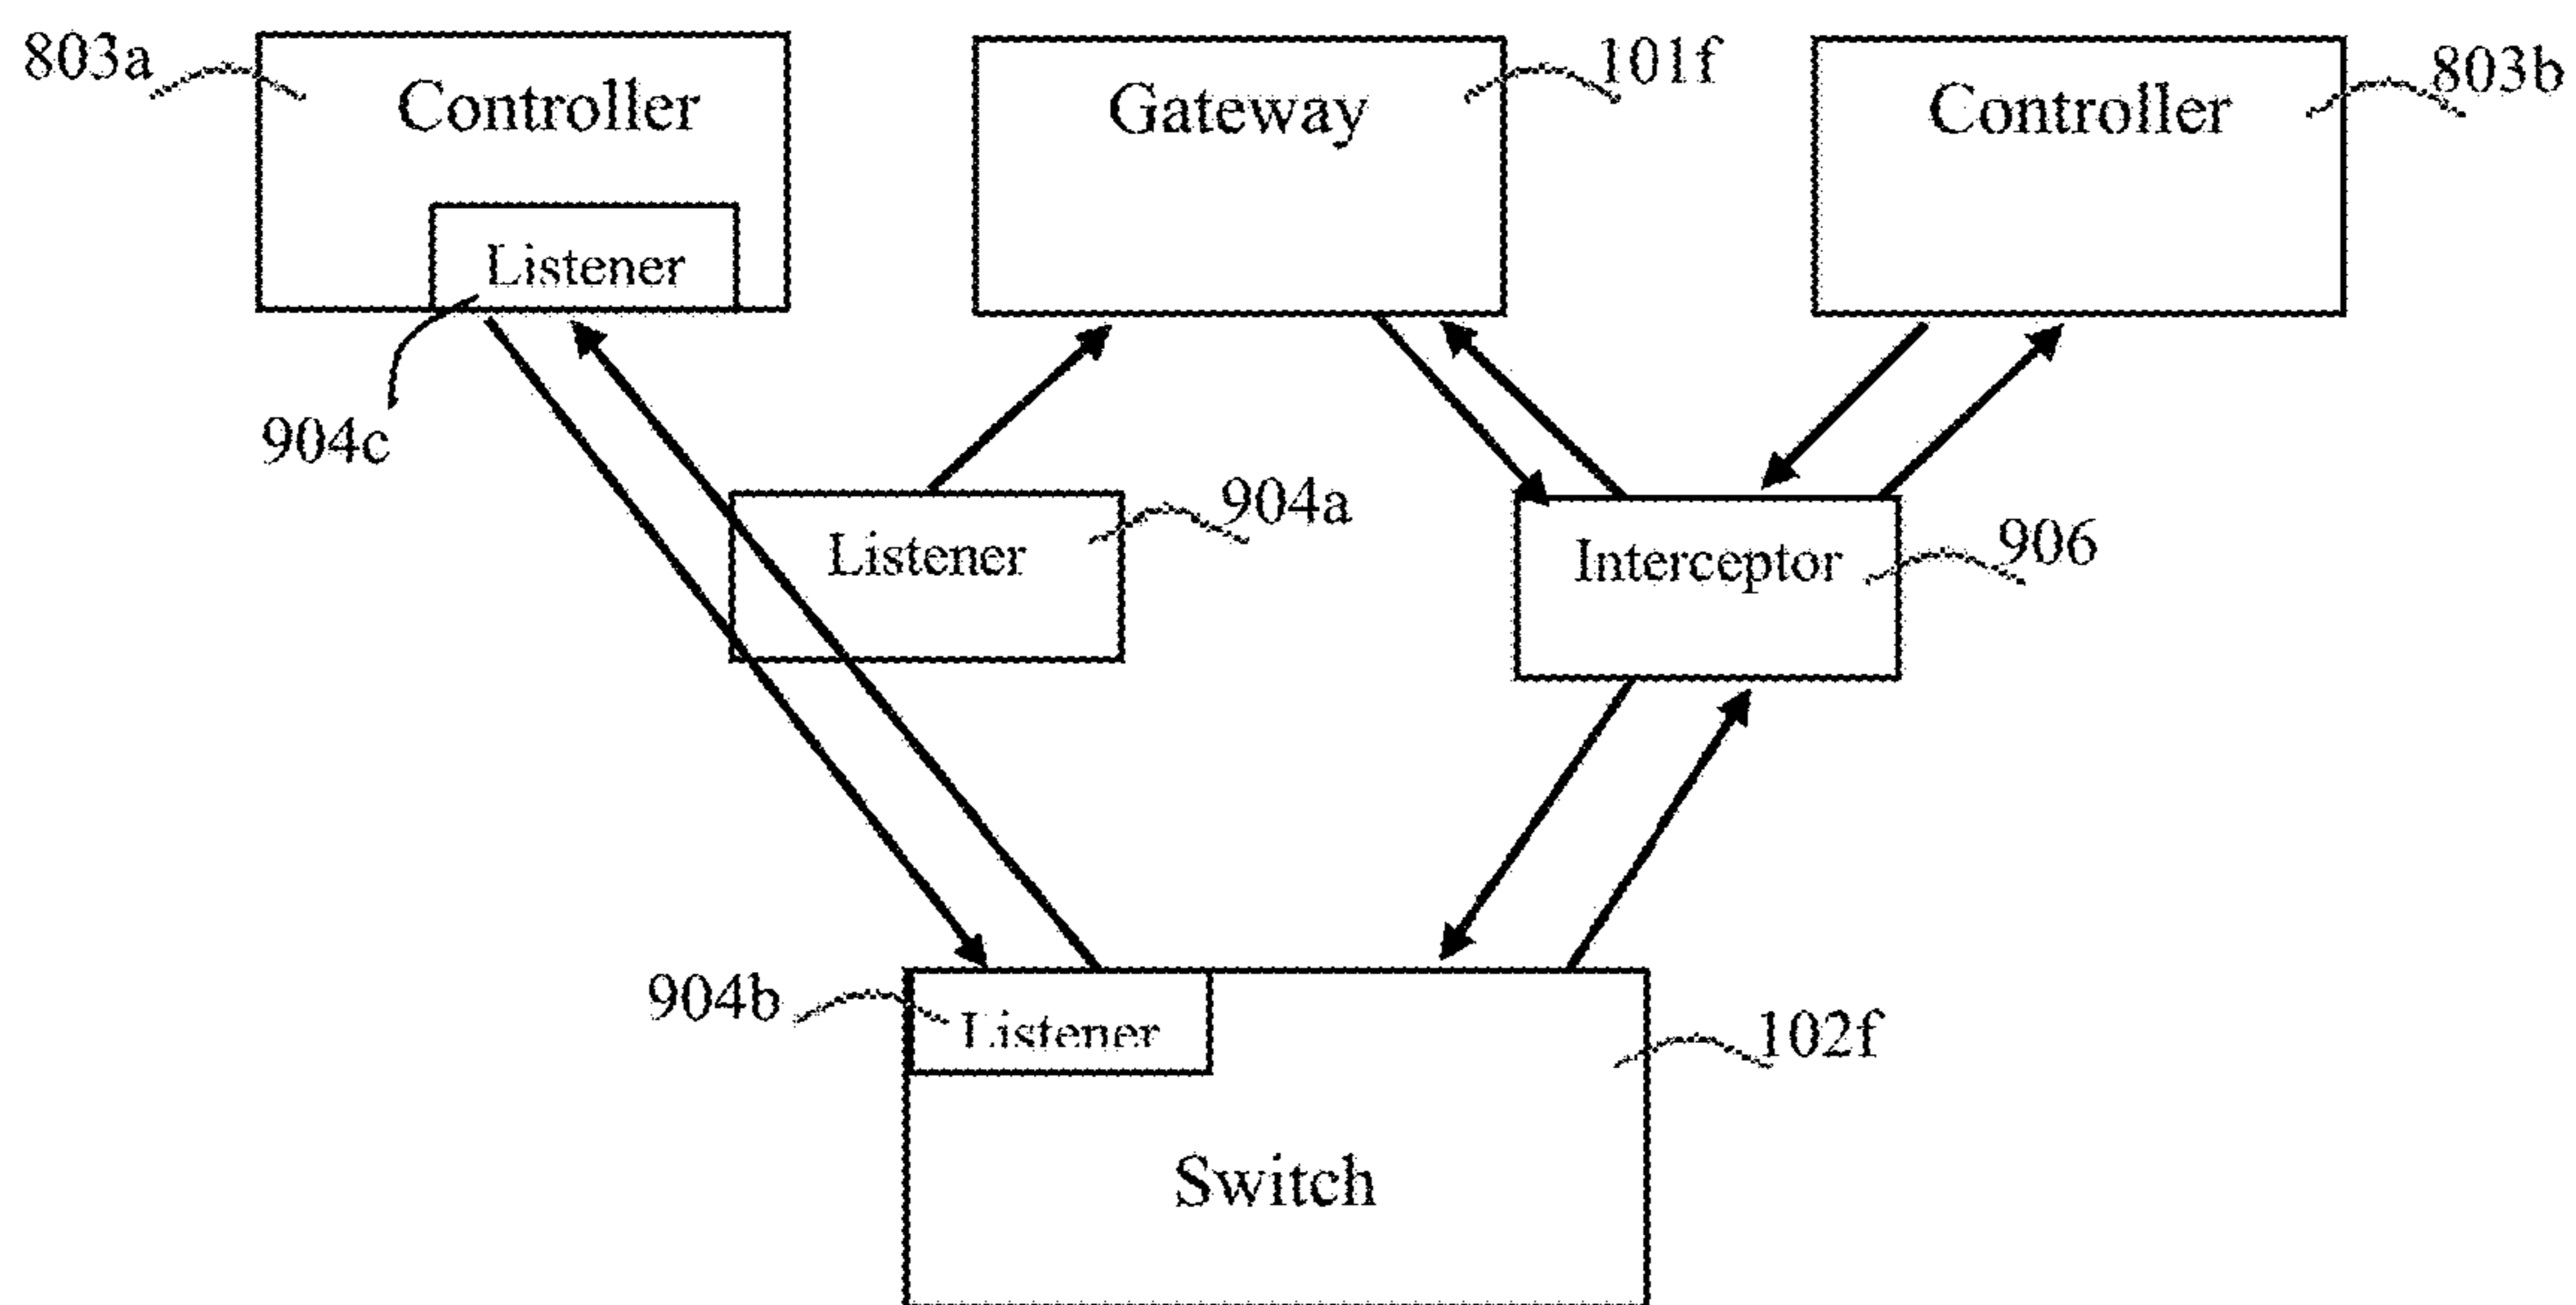 803a
Controller
Gateway
101f
Controller
803b
Listener
904c
Listener
904a
Interceptor
906
904b
Listener
102f
Switch